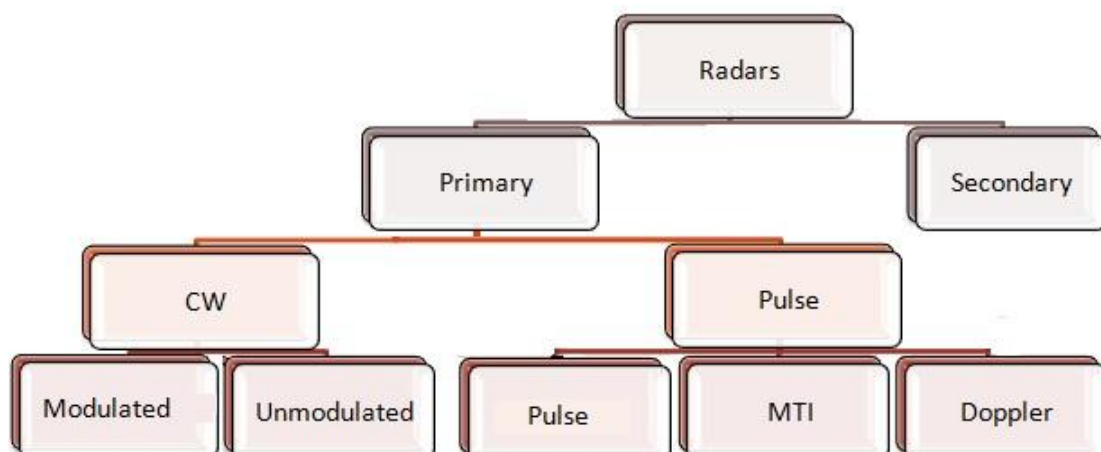 Radars
Primary
Secondary
CW
Pulse
Modulated
Unmodulated
Pulse
MTI
Doppler